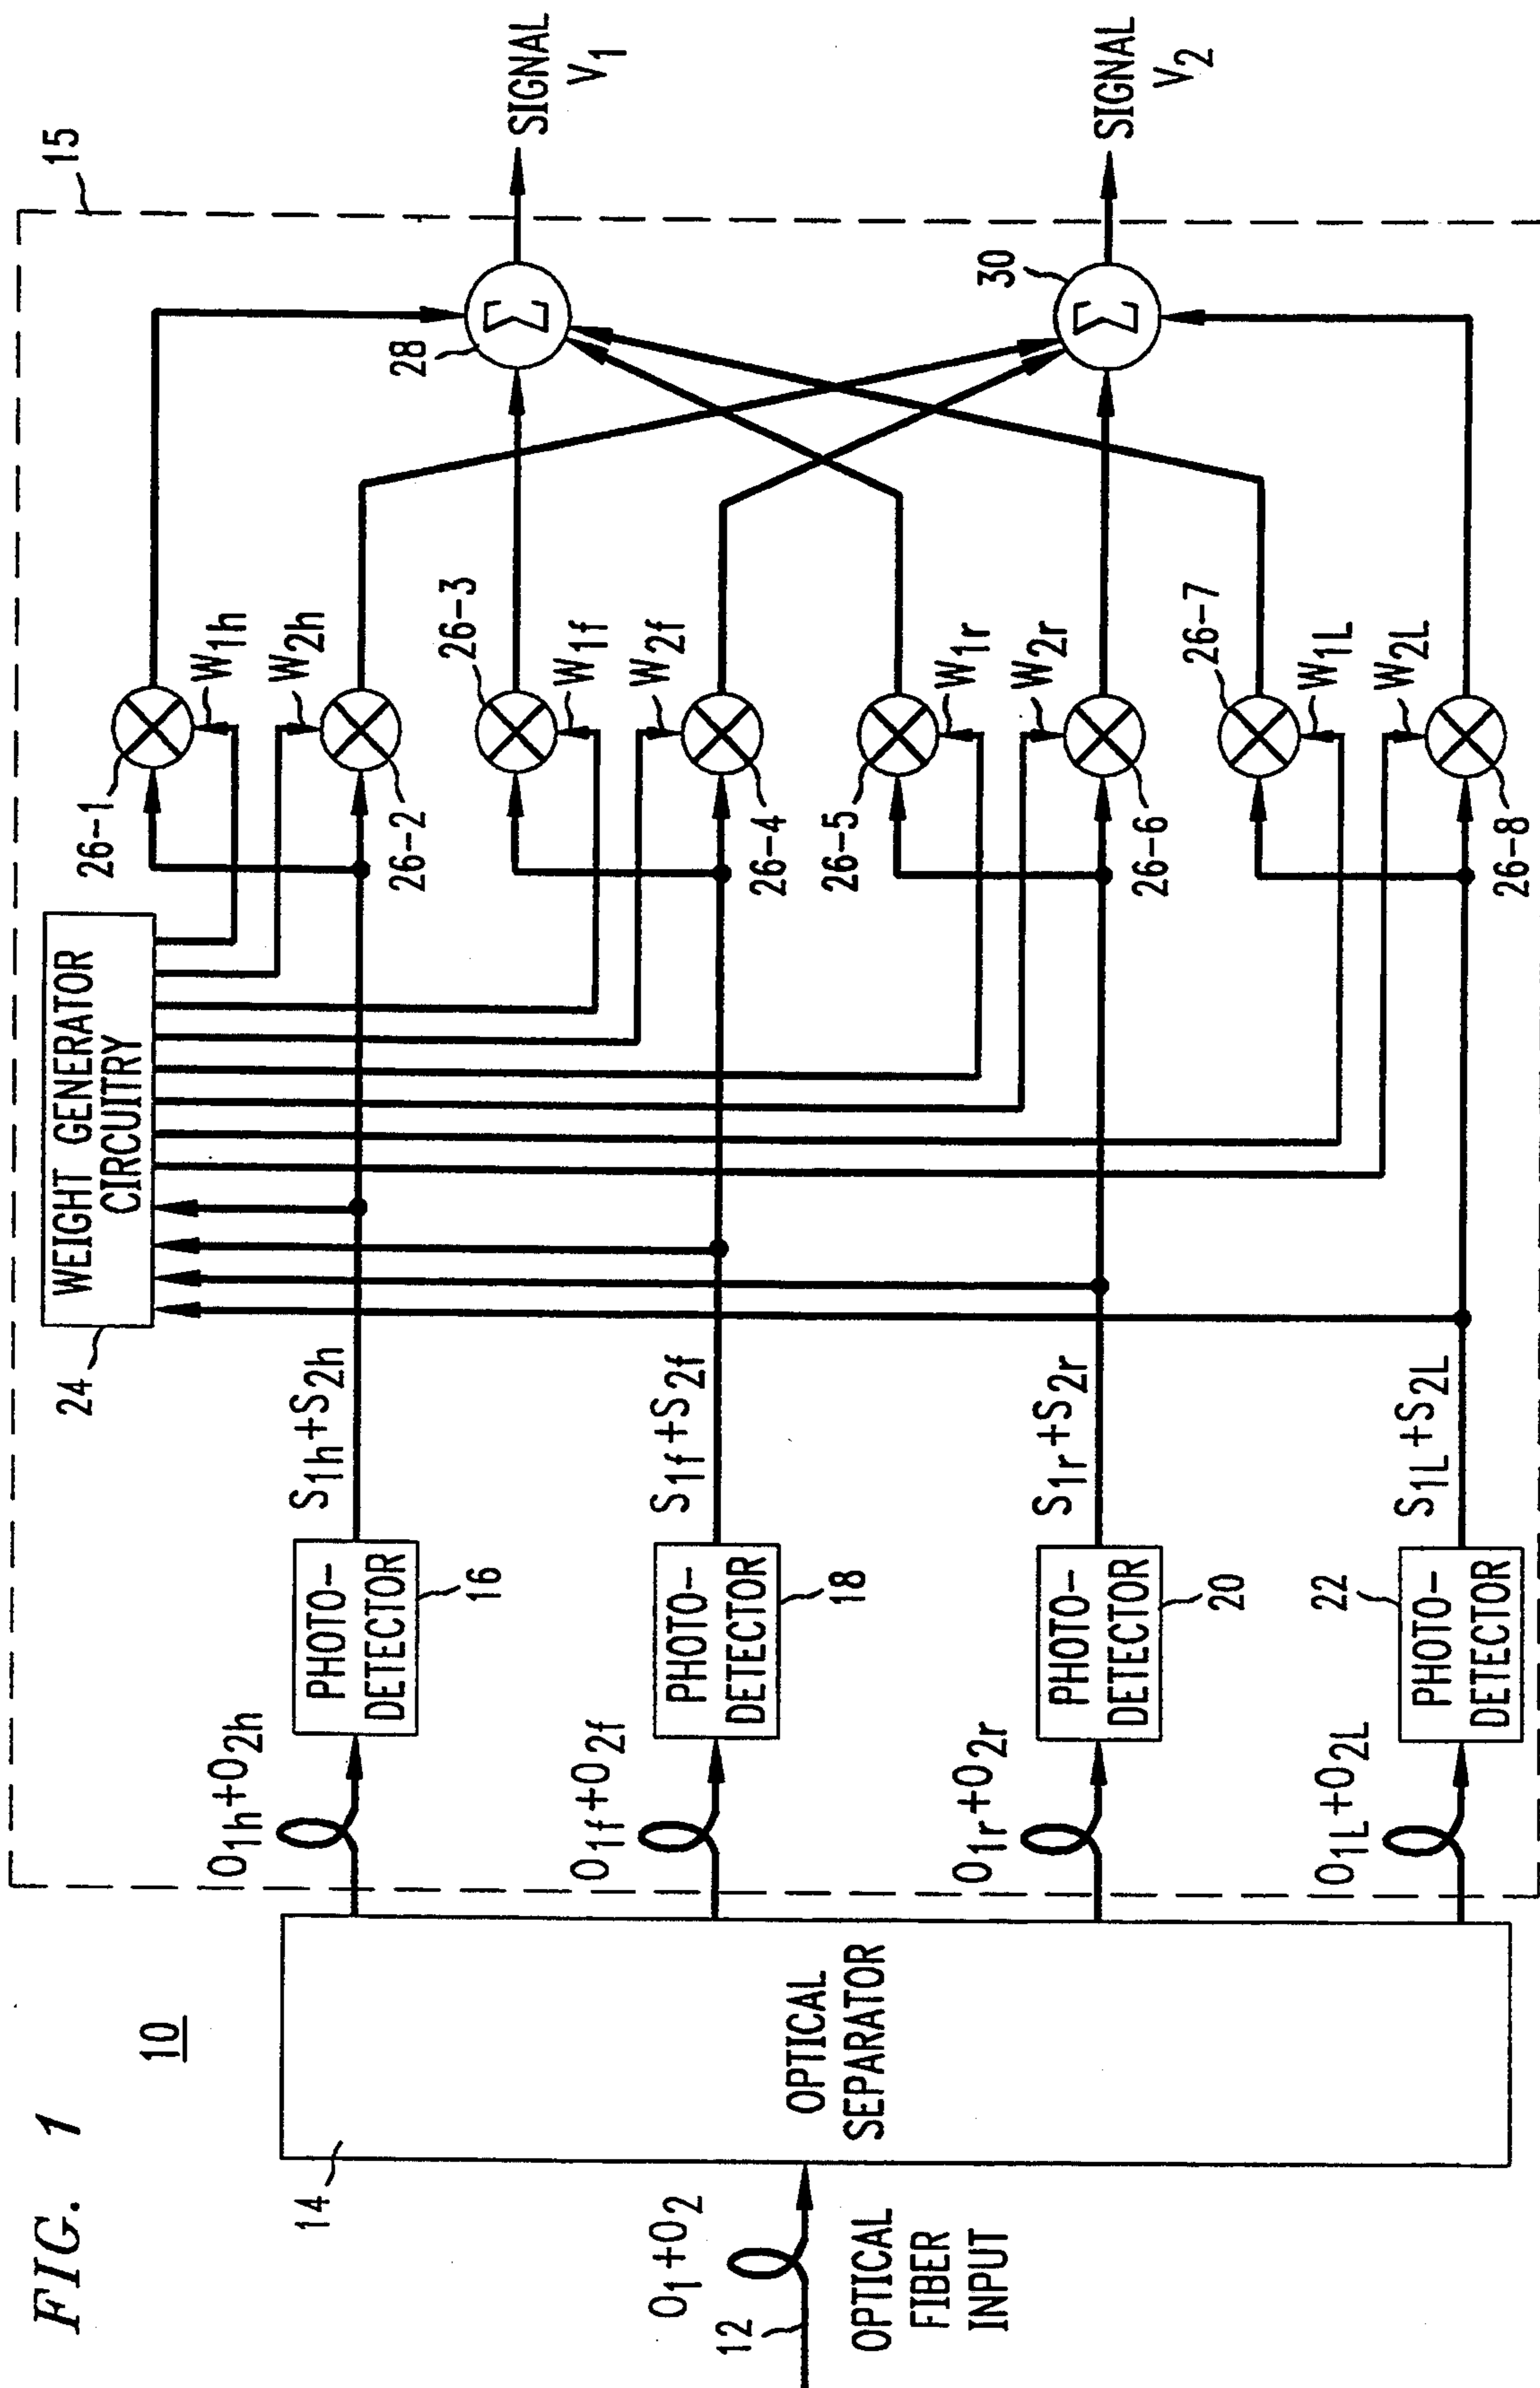 FIG. 1
10
15
WEIGHT GENERATOR
CIRCUITRY
24
O1+O2
12
OPTICAL
FIBER
INPUT
14
OPTICAL
SEPARATOR
O1h+O2h
PHOTO-
DETECTOR
16
S1h+S2h
O1f+O2f
PHOTO-
DETECTOR
18
S1f+S2f
O1r+O2r
PHOTO-
DETECTOR
20
S1r+S2r
O1L+O2L
PHOTO-
DETECTOR
22
S1L+S2L
26-1
W1h
W2h
26-2
26-3
W1f
W2f
26-4
26-5
W1r
W2r
26-6
26-7
W1L
W2L
26-8
Σ
28
SIGNAL
V1
Σ
30
SIGNAL
V2